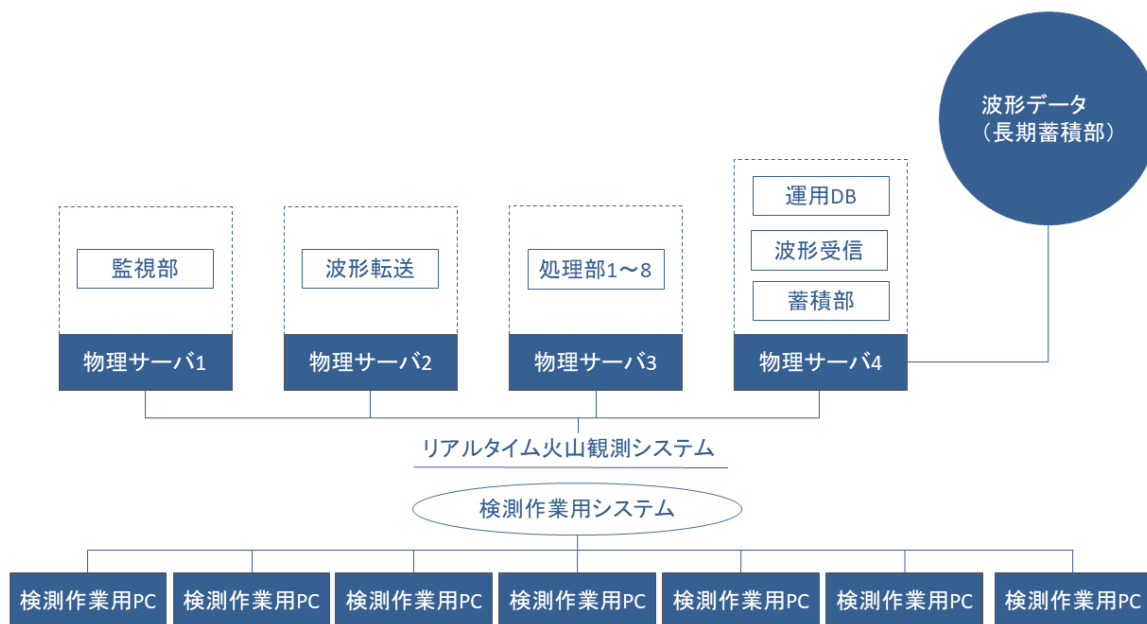 波形データ
（長期蓄積部）
運用DB
監視部
波形転送
処理部1～8
波形受信
蓄積部
物理サーバ1
物理サーバ2
物理サーバ3
物理サーバ4
リアルタイム火山観測システム
検測作業用システム
検測作業用PC
検測作業用PC
検測作業用PC
検測作業用PC
検測作業用PC
検測作業用PC
検測作業用PC